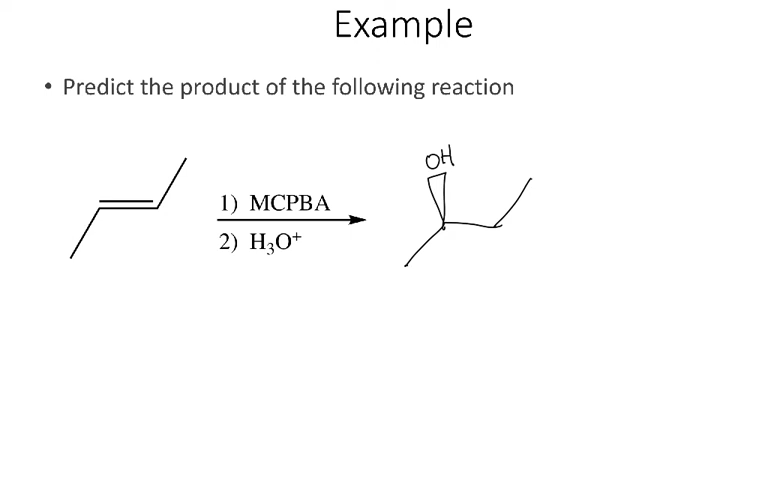 Example
• Predict the product of the following reaction
OH
1) MCPBA
2) H₃O⁺